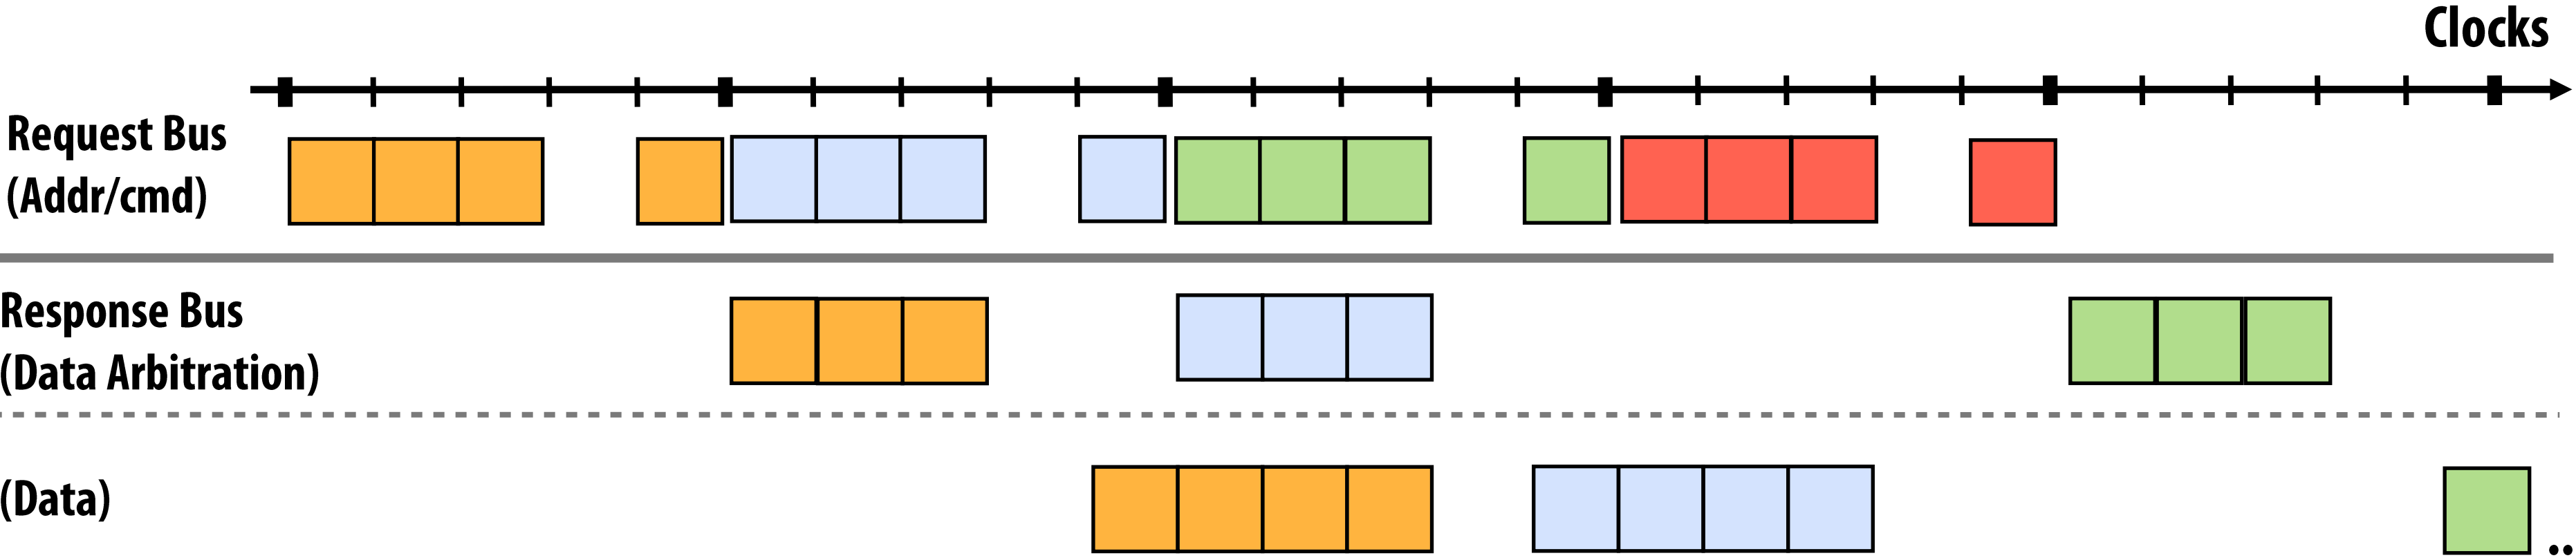 Clocks
Request Bus
(Addr/cmd)
Response Bus
(Data Arbitration)
(Data)
..